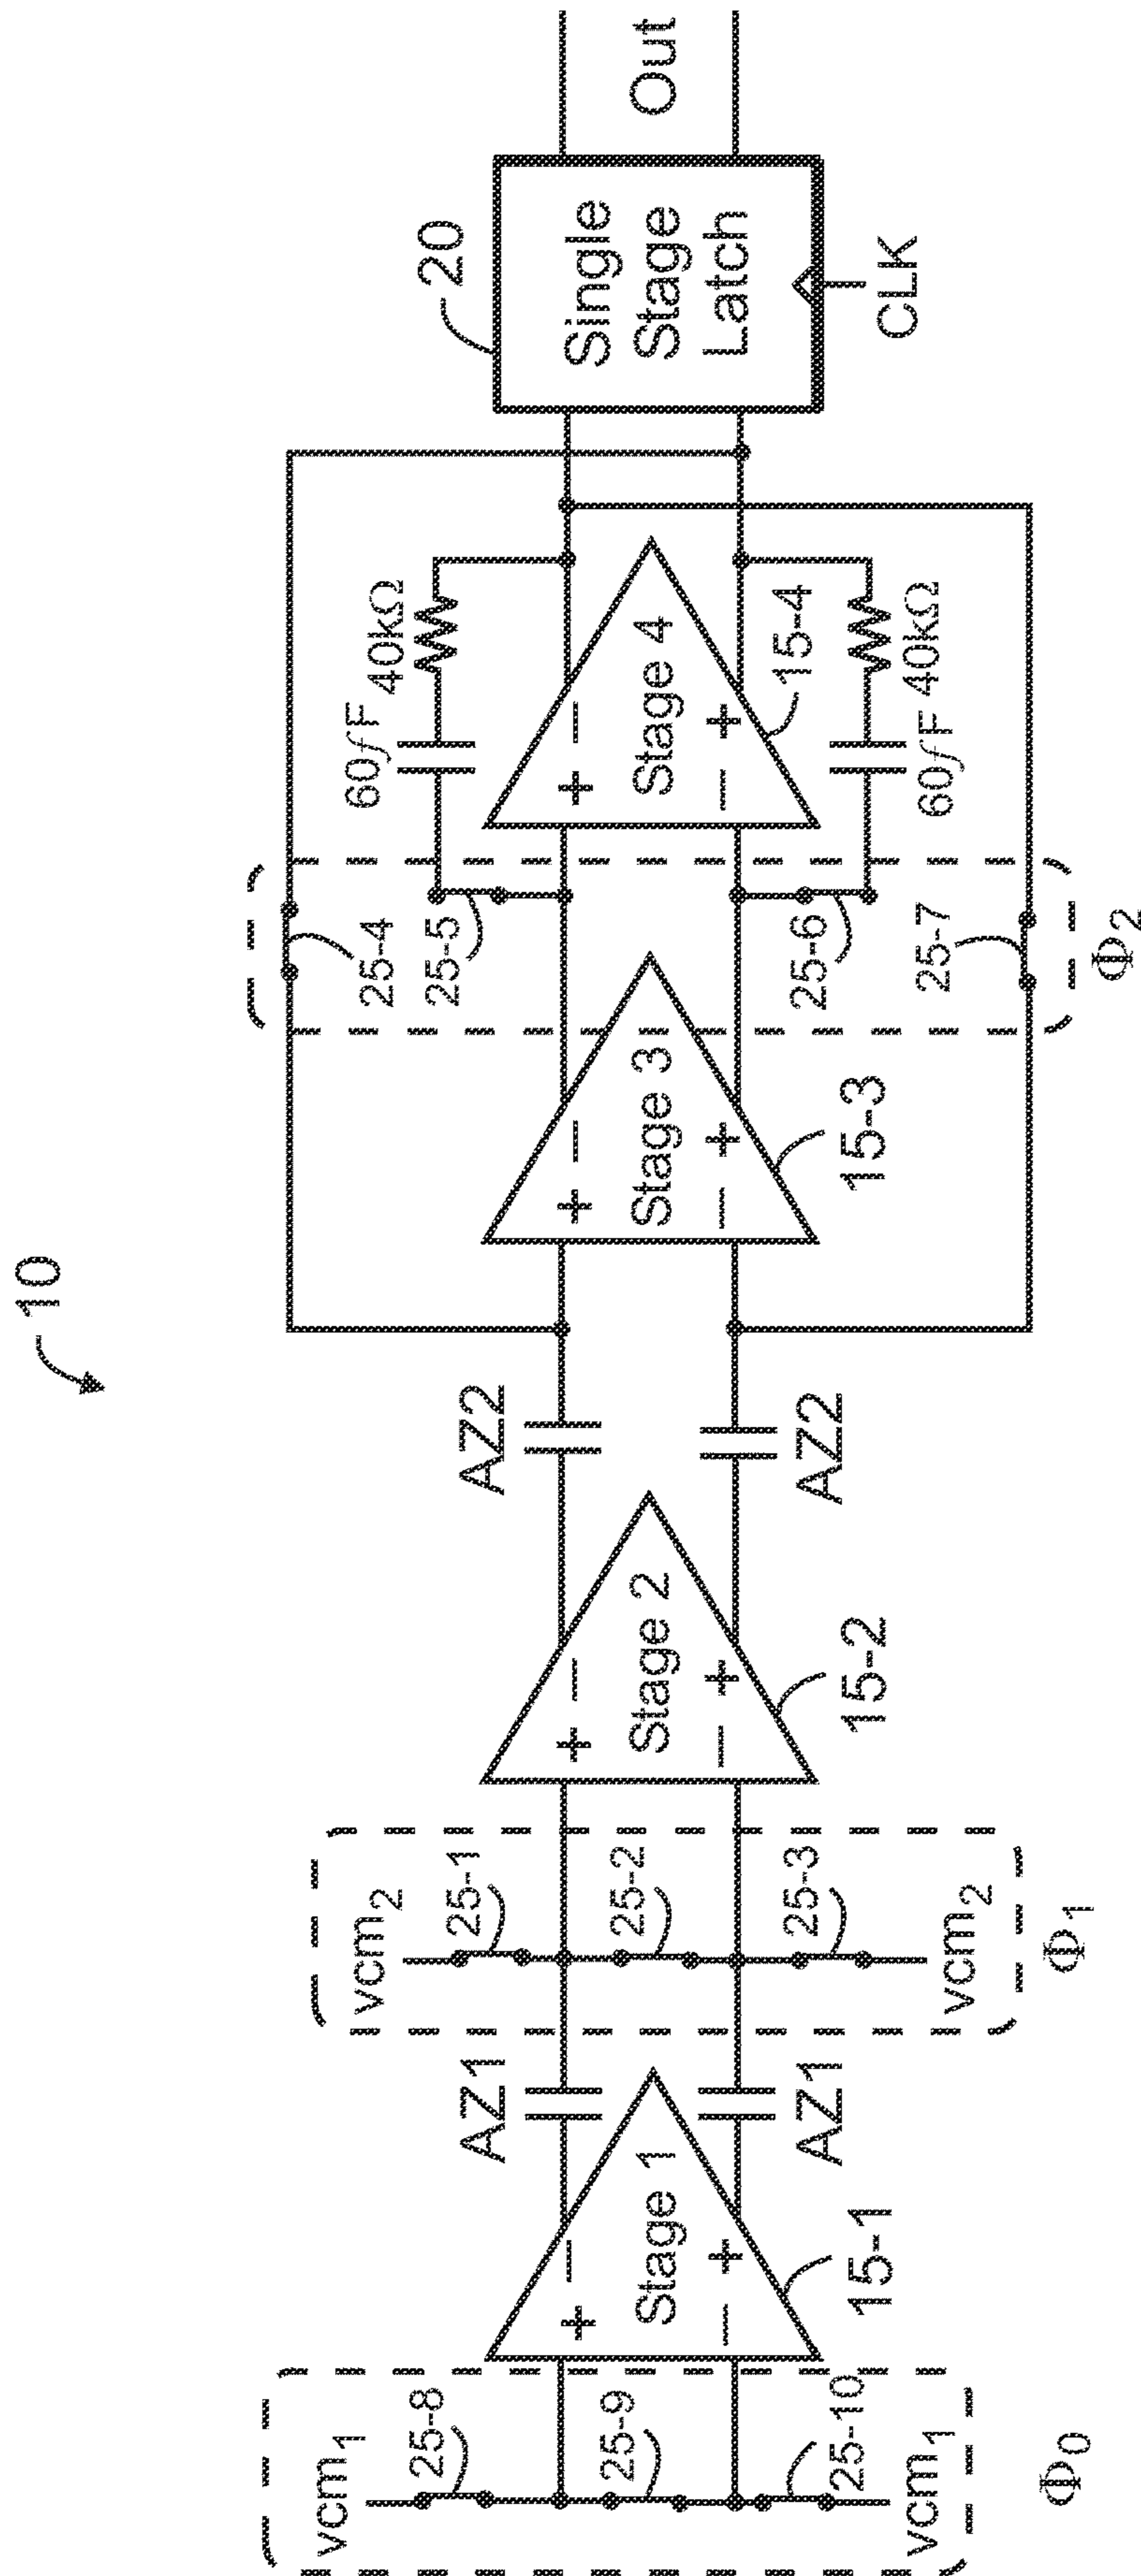 10
vcm1
25-8
25-9
25-10
vcm1
Φ0
+ −
Stage 1
− +
15-1
AZ1
AZ1
vcm2
25-1
25-2
25-3
vcm2
Φ1
+ −
Stage 2
− +
15-2
AZ2
AZ2
+ −
Stage 3
− +
15-3
25-4
25-5
25-6
25-7
Φ2
60fF 40kΩ
+ −
Stage 4
− +
15-4
60fF 40kΩ
20
Single
Stage
Latch
CLK
Out